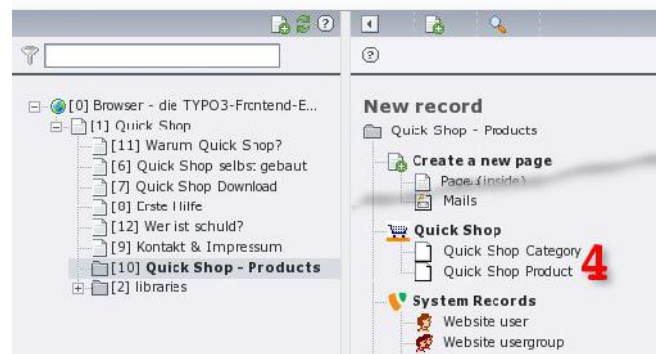 [0] Browser - die TYPO3-Frontend-E...
[1] Quick Shop
[11] Warum Quick Shop?
[6] Quick Shop selbst gebaut
[7] Quick Shop Download
[8] Erste Hilfe
[12] Wer ist schuld?
[9] Kontakt & Impressum
[10] Quick Shop - Products
[2] libraries
New record
Quick Shop - Products
Create a new page
Page (inside)
Mails
Quick Shop
Quick Shop Category
Quick Shop Product
4
System Records
Website user
Website usergroup